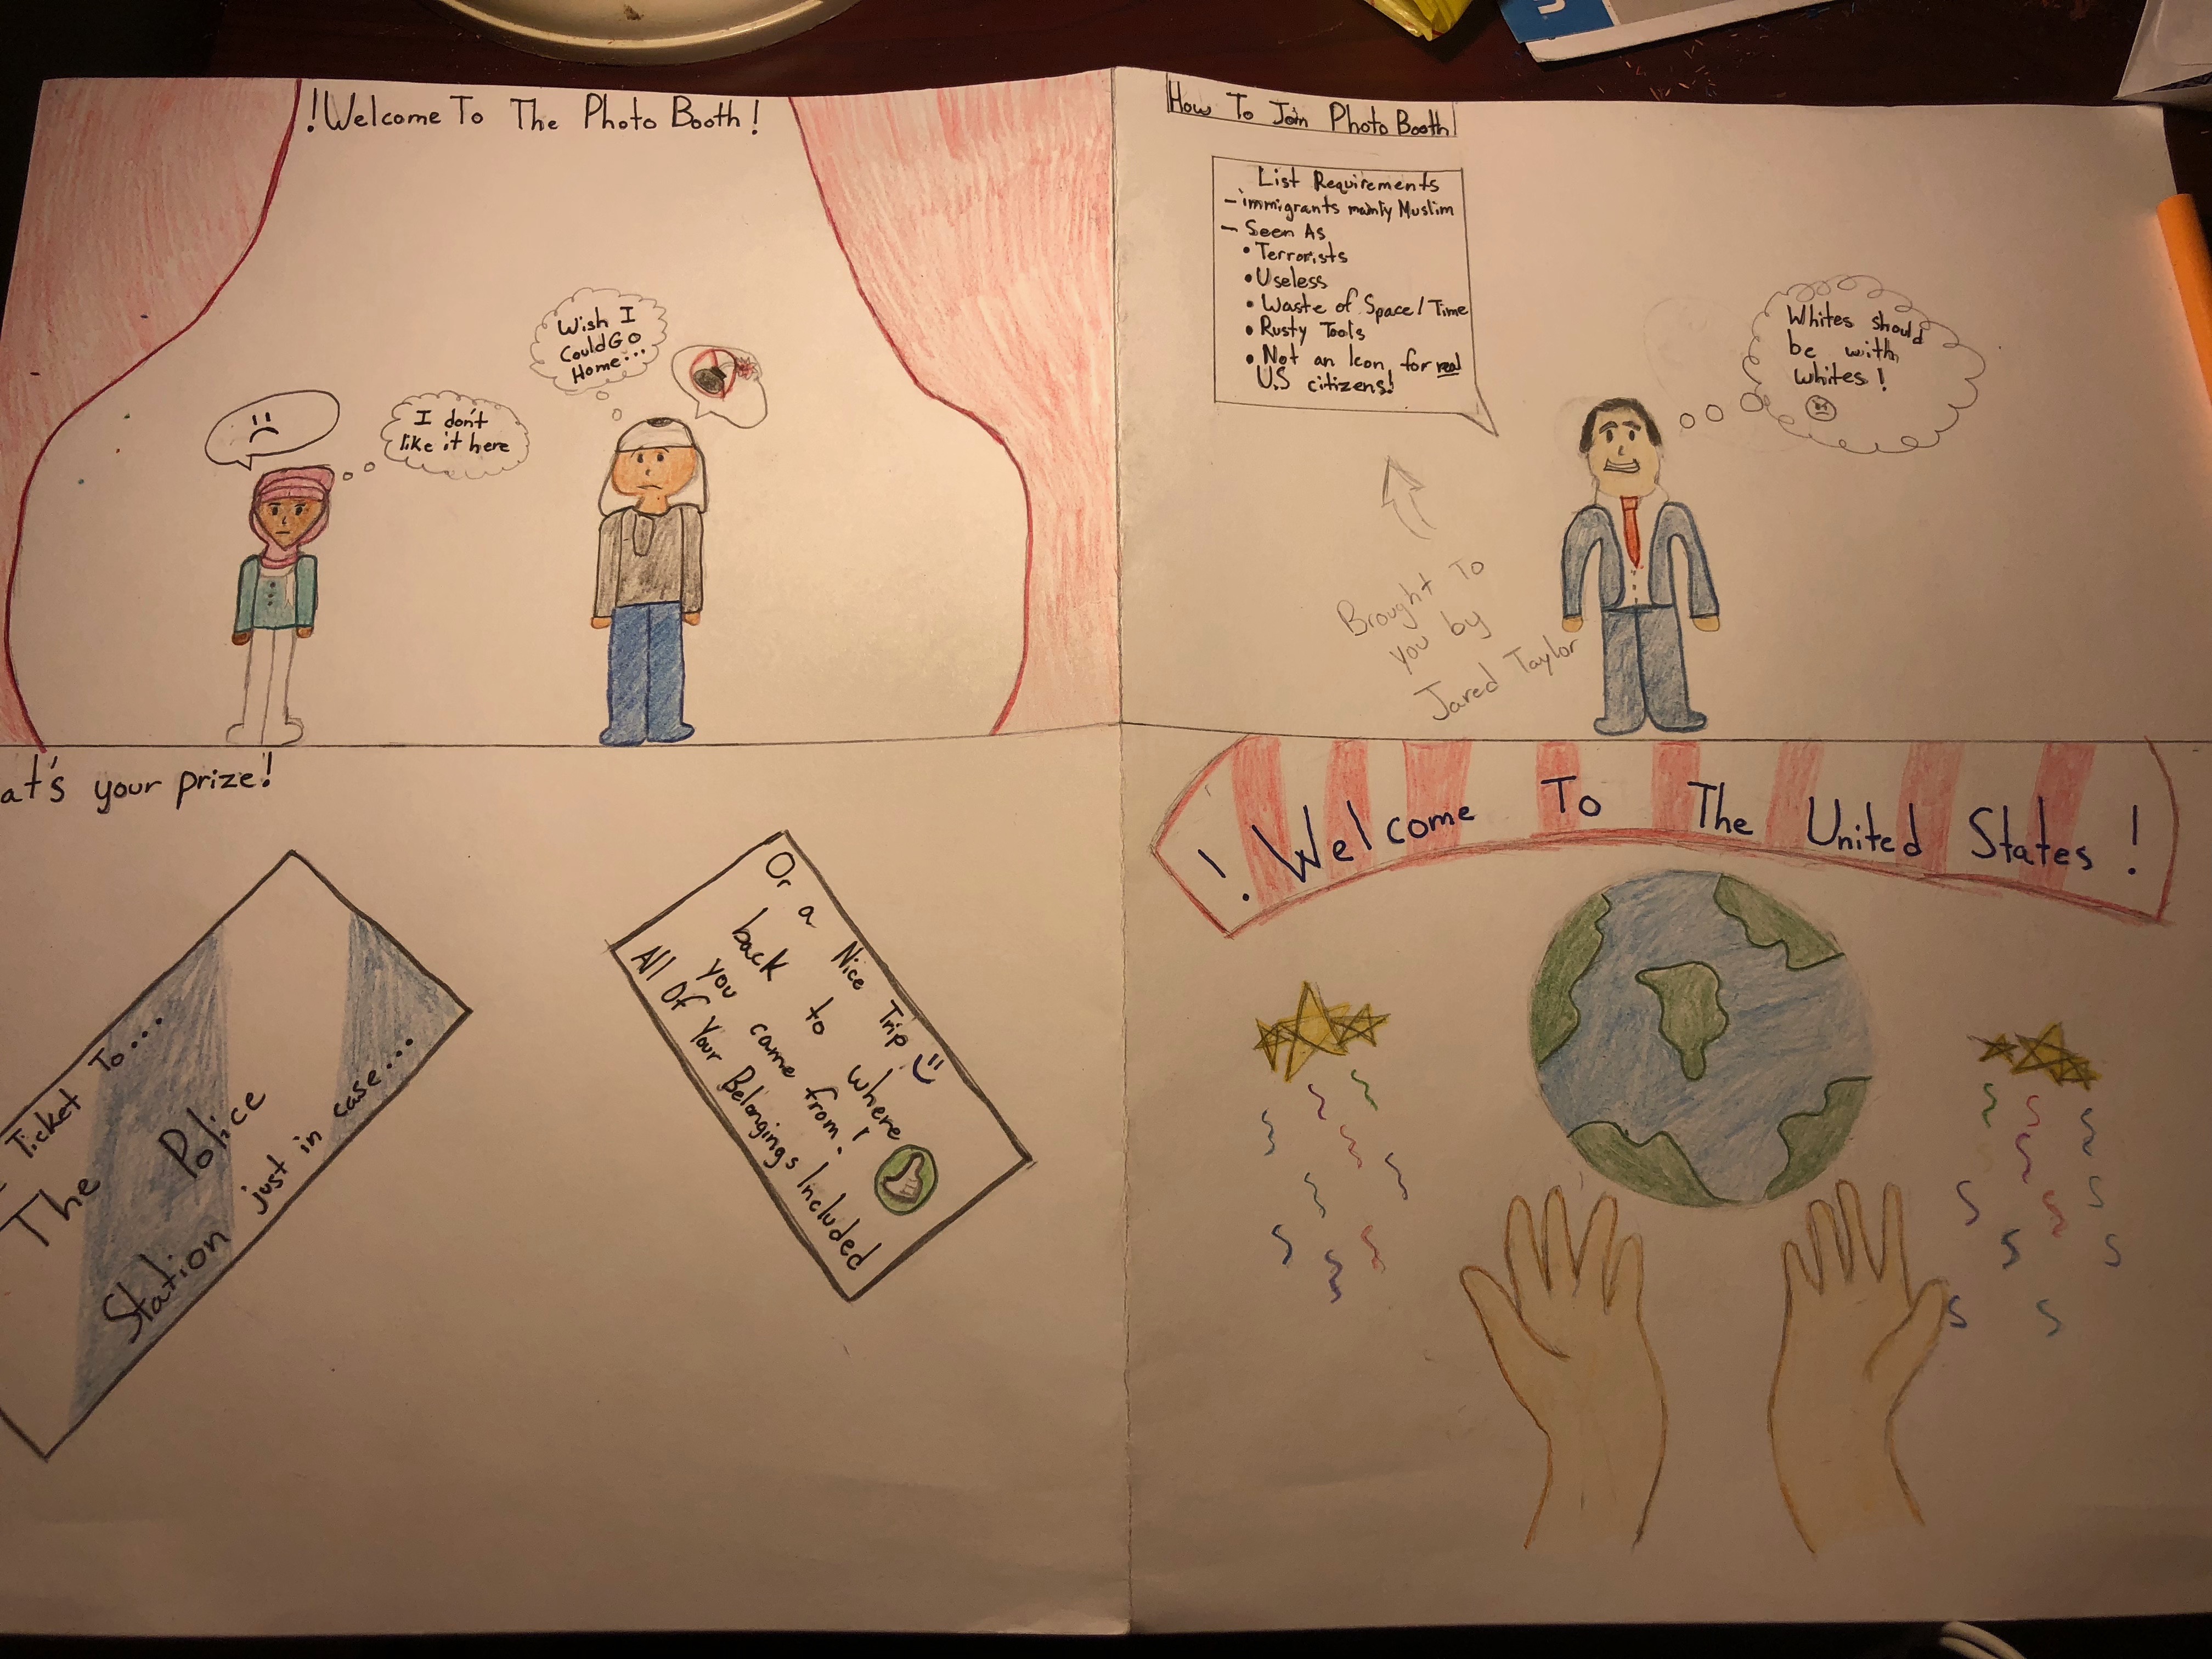 !Welcome To The Photo Booth!
I don't
like it here
Wish I
Could Go
Home...
How To Join Photo Booth
List Requirements
- immigrants mainly Muslim
- Seen As
• Terrorists
• Useless
• Waste of Space/Time
• Rusty Tools
• Not an Icon for real
U.S citizens!
Whites should
be with
whites!
Brought To
you by
Jared Taylor
at's your prize!
Ticket To...
The Police
Station just in case...
Or a Nice Trip
back to where
you came from!
All Of Your Belongings Included
! Welcome To The United States!